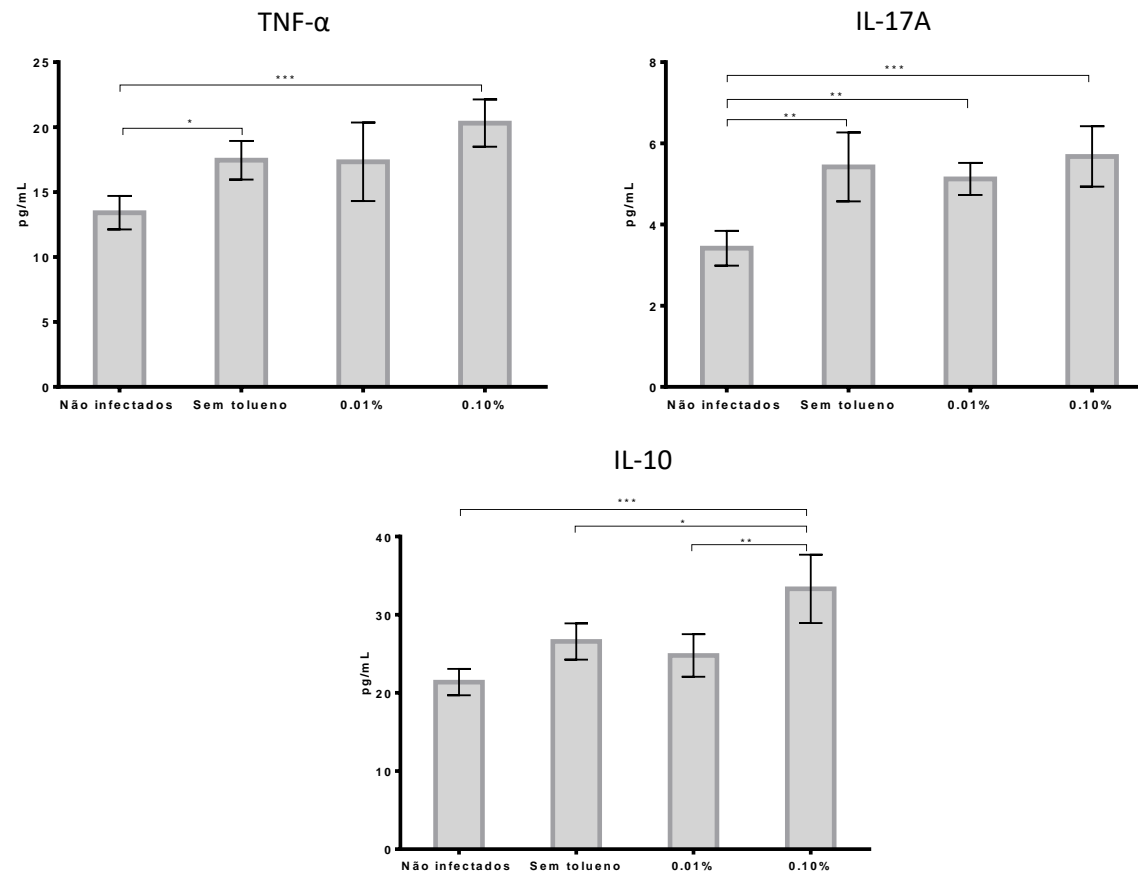 TNF-α
IL-17A
25
20
15
10
5
0
pg/mL
***
*
Não infectados Sem tolueno 0.01% 0.10%
8
6
4
2
0
pg/mL
***
**
**
Não infectados Sem tolueno 0.01% 0.10%
IL-10
40
30
20
10
0
pg/mL
***
*
**
Não infectados Sem tolueno 0.01% 0.10%